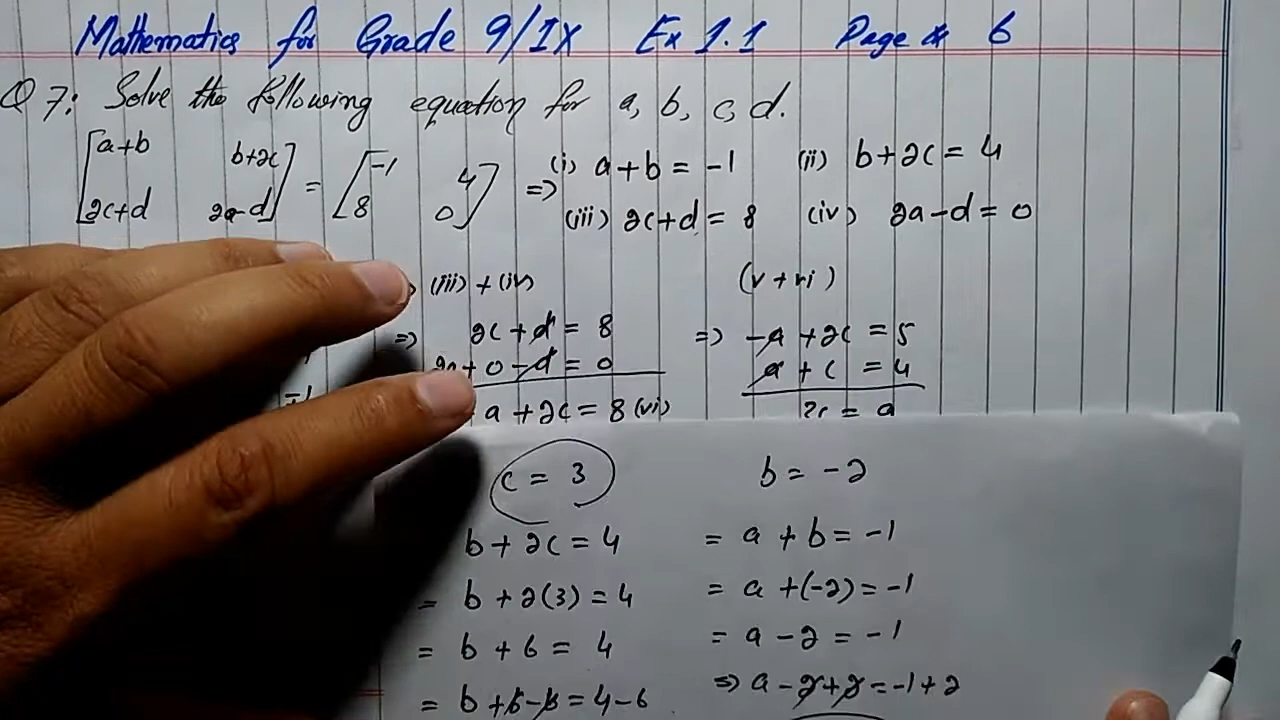 Mathematics for Grade 9/IX Ex 1.1 Page # 6
Q 7: Solve the following equation for a, b, c, d.
[a+b b+2c] = [-1 4] => (i) a+b = -1 (ii) b+2c = 4
[2c+d 2a-d] [8 0] (iii) 2c+d = 8 (iv) 2a-d = 0
(iii) + (iv) (v + vi)
=> 2c + d = 8 => -a + 2c = 5
+ 0 - d = 0 a + c = 4
a + 2c = 8 (vi)
c = 3 b = -2
b + 2c = 4 = a + b = -1
= b + 2(3) = 4 = a + (-2) = -1
= b + 6 = 4 = a - 2 = -1
= b + 6 - 6 = 4 - 6 => a - 2 + 2 = -1 + 2